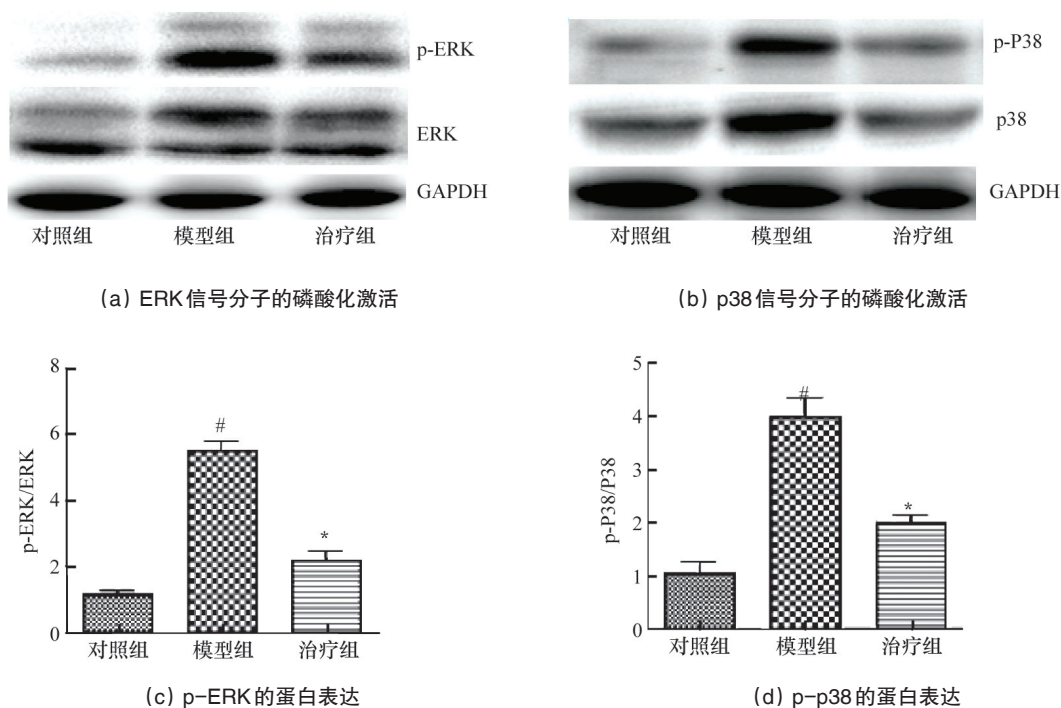 p-ERK
ERK
GAPDH
对照组 模型组 治疗组
(a) ERK信号分子的磷酸化激活
p-P38
p38
GAPDH
对照组 模型组 治疗组
(b) p38信号分子的磷酸化激活
8
6
4
2
0
p-ERK/ERK
#
*
对照组 模型组 治疗组
(c) p-ERK的蛋白表达
5
4
3
2
1
0
p-P38/P38
#
*
对照组 模型组 治疗组
(d) p-p38的蛋白表达